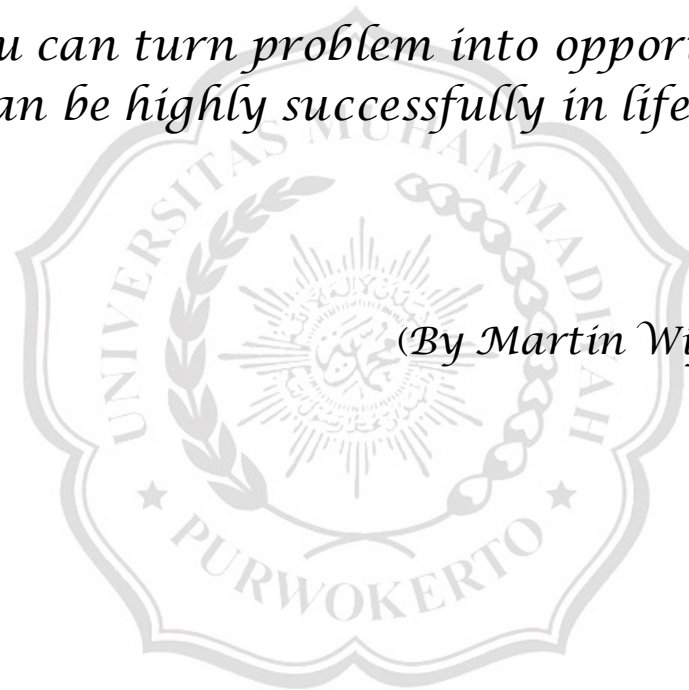 u can turn problem into opport
an be highly successfully in life
(By Martin Wi
UNIVERSITAS MUHAMMADIYAH
PURWOKERTO